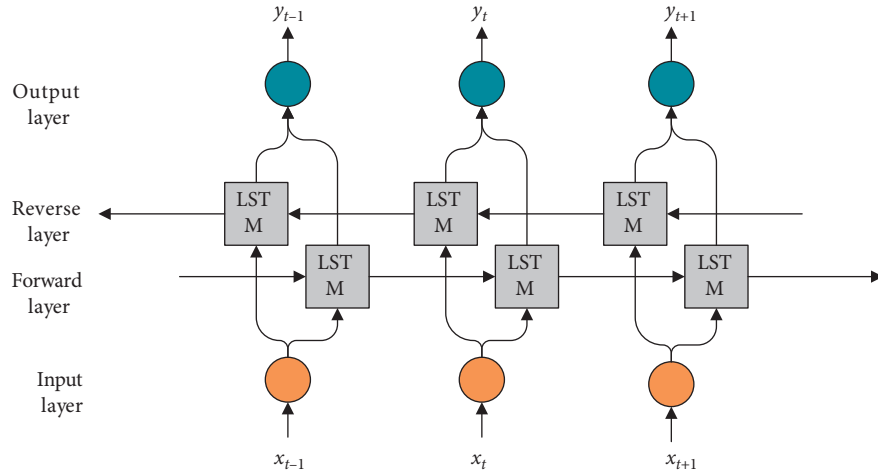 y_{t–1} y_t y_{t+1}
Output
layer
LST LST LST
M M M
Reverse
layer
LST LST LST
M M M
Forward
layer
Input
layer
x_{t–1} x_t x_{t+1}